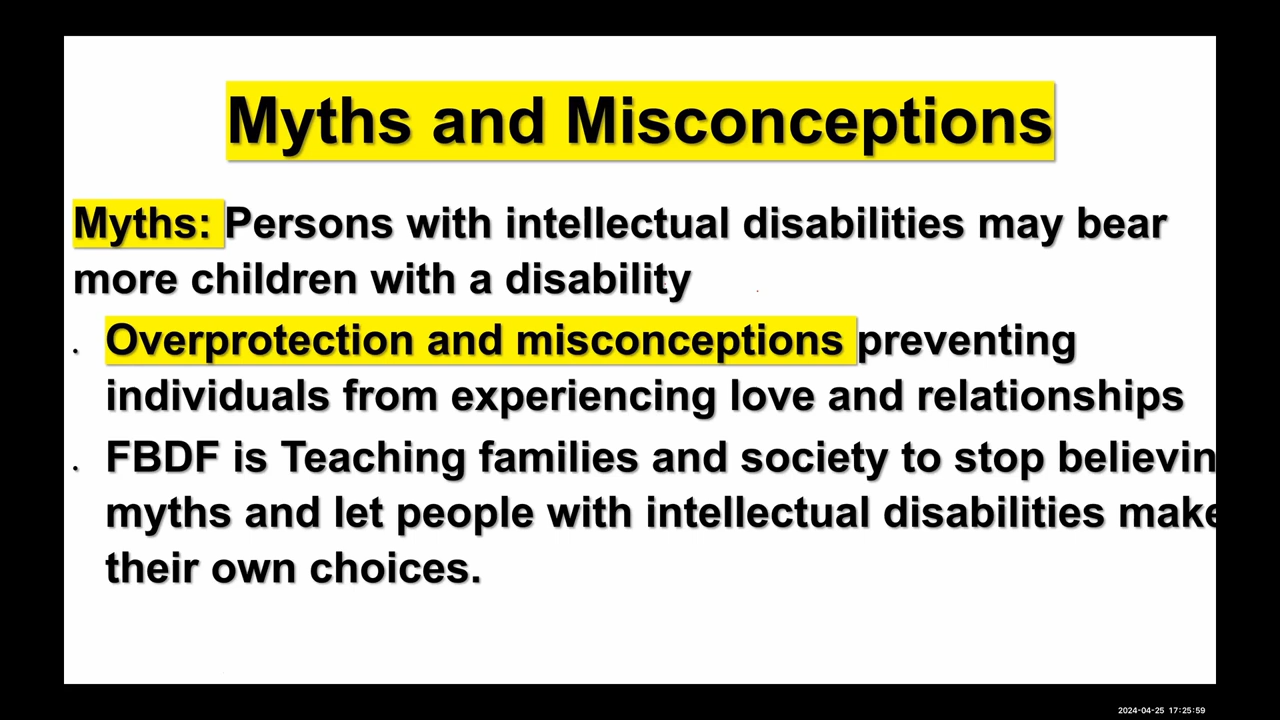 Myths and Misconceptions
Myths: Persons with intellectual disabilities may bear
more children with a disability
. Overprotection and misconceptions preventing
individuals from experiencing love and relationships
. FBDF is Teaching families and society to stop believin
myths and let people with intellectual disabilities make
their own choices.
2024-04-25 17:25:59